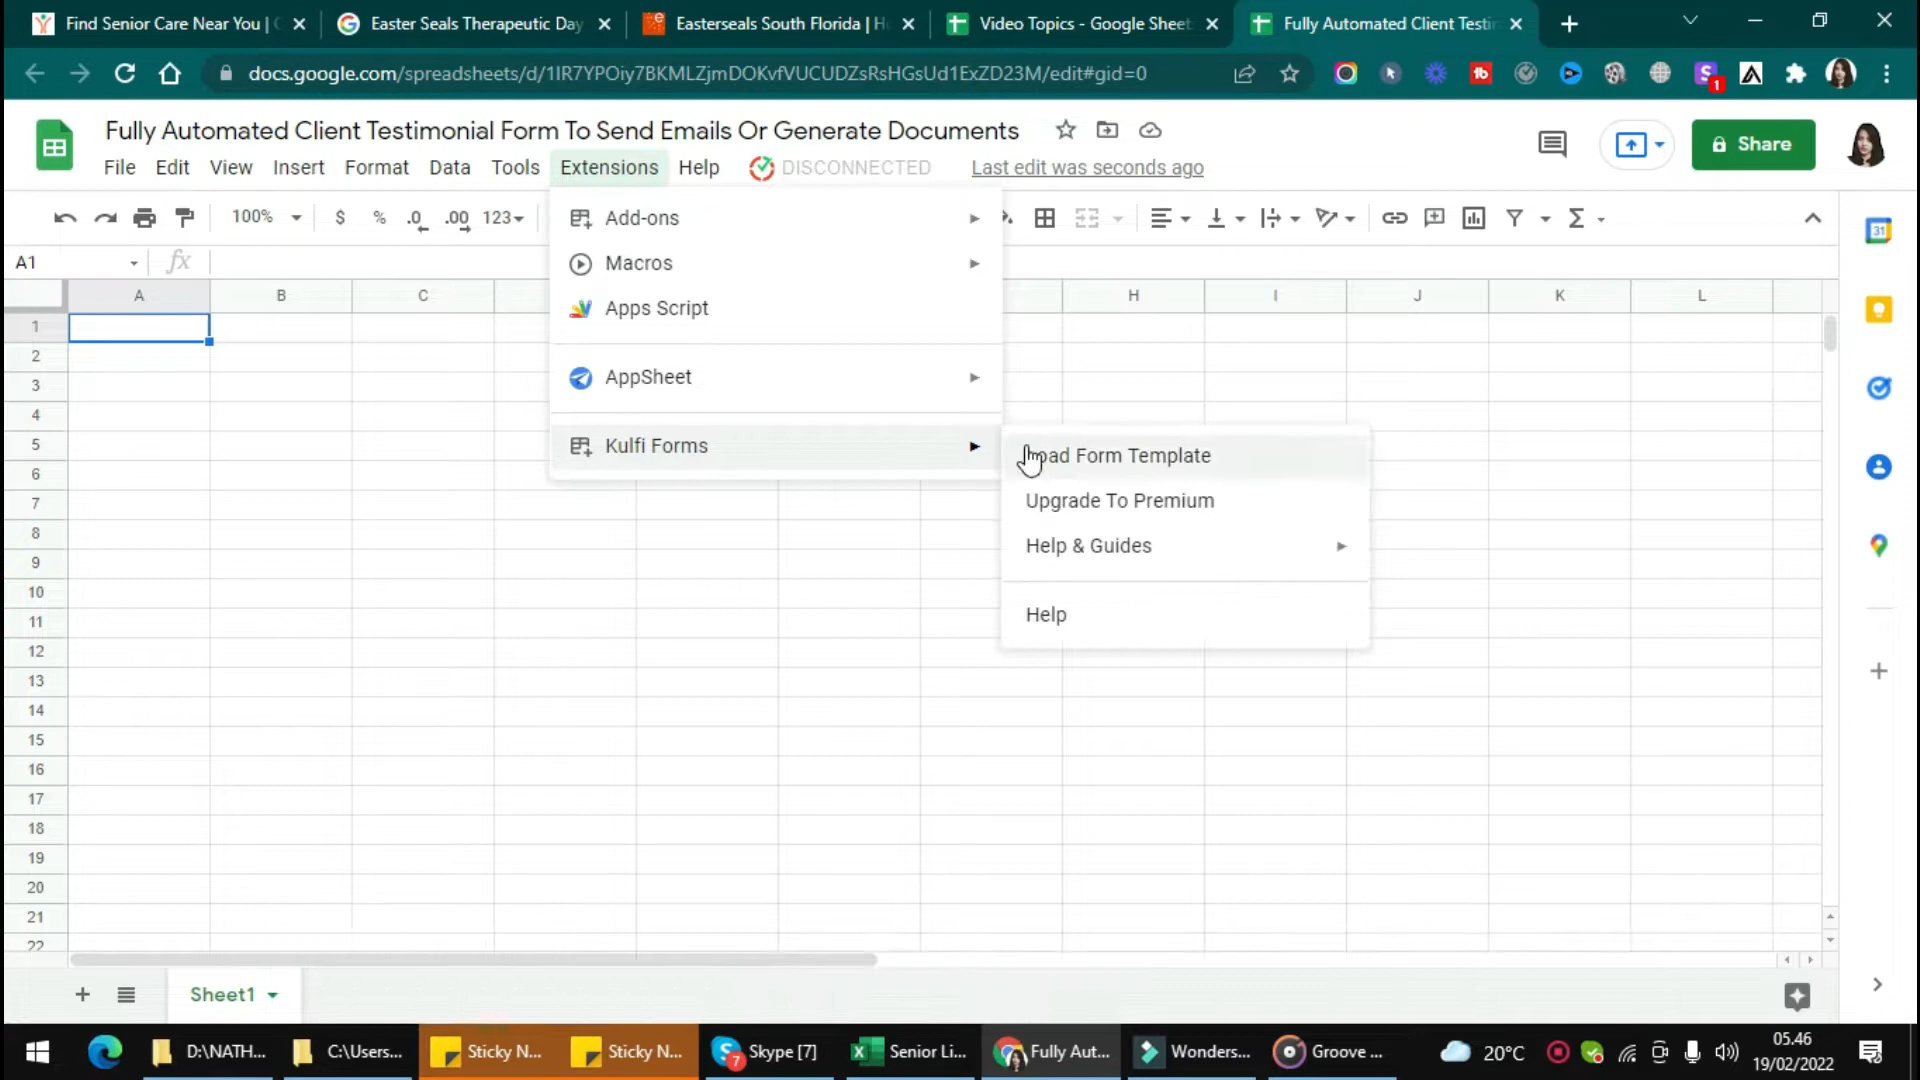 Find Senior Care Near You |
Easter Seals Therapeutic Day
Easterseals South Florida | H
Video Topics - Google Sheet
Fully Automated Client Testi
docs.google.com/spreadsheets/d/1IR7YPOiy7BKMLZjmDOKvfVUCUDZsRsHGsUd1ExZD23M/edit#gid=0
Fully Automated Client Testimonial Form To Send Emails Or Generate Documents
File Edit View Insert Format Data Tools Extensions Help DISCONNECTED Last edit was seconds ago
Share
100% $ % .0 .00 123
A1 fx
A B C H I J K L
Add-ons
Macros
Apps Script
AppSheet
Kulfi Forms
oad Form Template
Upgrade To Premium
Help & Guides
Help
1
2
3
4
5
6
7
8
9
10
11
12
13
14
15
16
17
18
19
20
21
22
31
1
tb
S
Sheet1
D:\NATH...
C:\Users...
Sticky N...
Sticky N...
Skype [7]
7
Senior Li...
Fully Aut...
Wonders...
Groove ...
20°C
05.46
19/02/2022